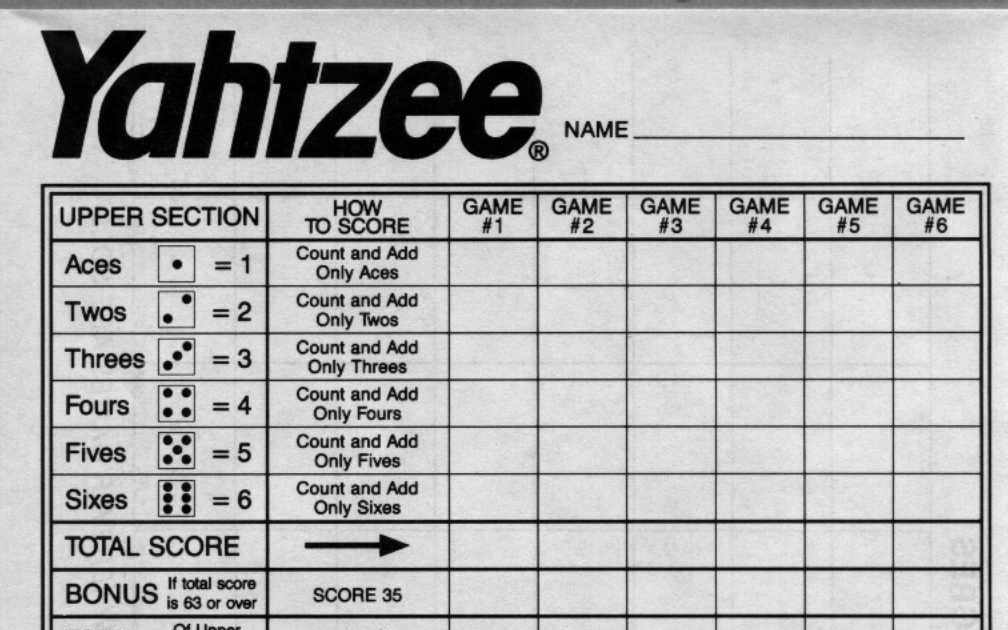 Yahtzee®
NAME
UPPER SECTION HOW TO SCORE GAME #1 GAME #2 GAME #3 GAME #4 GAME #5 GAME #6
Aces = 1 Count and Add Only Aces
Twos = 2 Count and Add Only Twos
Threes = 3 Count and Add Only Threes
Fours = 4 Count and Add Only Fours
Fives = 5 Count and Add Only Fives
Sixes = 6 Count and Add Only Sixes
TOTAL SCORE
BONUS If total score is 63 or over SCORE 35
Of Upper